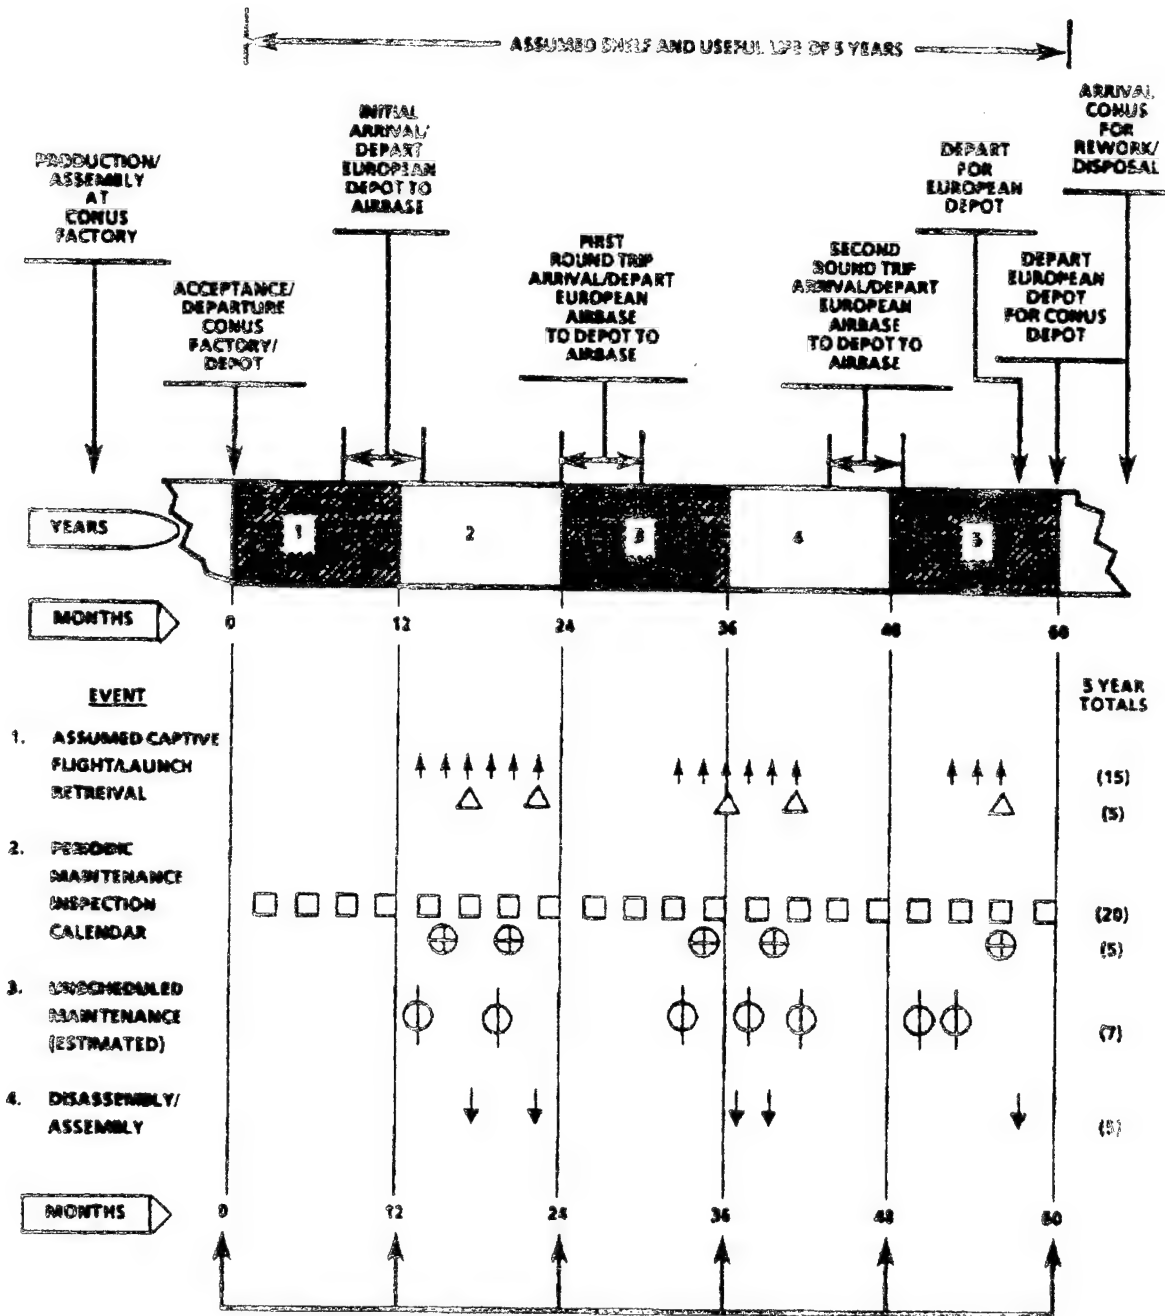 ASSUMED SHELF AND USEFUL LIFE OF 5 YEARS
PRODUCTION/
ASSEMBLY
AT
CONUS
FACTORY
ACCEPTANCE/
DEPARTURE
CONUS
FACTORY/
DEPOT
INITIAL
ARRIVAL/
DEPART
EUROPEAN
DEPOT TO
AIRBASE
FIRST
ROUND TRIP
ARRIVAL/DEPART
EUROPEAN
AIRBASE
TO DEPOT TO
AIRBASE
SECOND
ROUND TRIP
ARRIVAL/DEPART
EUROPEAN
AIRBASE
TO DEPOT TO
AIRBASE
DEPART
FOR
EUROPEAN
DEPOT
DEPART
EUROPEAN
DEPOT
FOR CONUS
DEPOT
ARRIVAL
CONUS
FOR
REWORK/
DISPOSAL
YEARS 1 2 3 4 5
MONTHS 0 12 24 36 48 60
EVENT
5 YEAR
TOTALS
1. ASSUMED CAPTIVE
FLIGHT/LAUNCH (15)
RETREIVAL (5)
2. PERIODIC
MAINTENANCE
INSPECTION (20)
CALENDAR (5)
3. UNSCHEDULED
MAINTENANCE (7)
(ESTIMATED)
4. DISASSEMBLY/
ASSEMBLY (5)
MONTHS 0 12 24 36 48 60